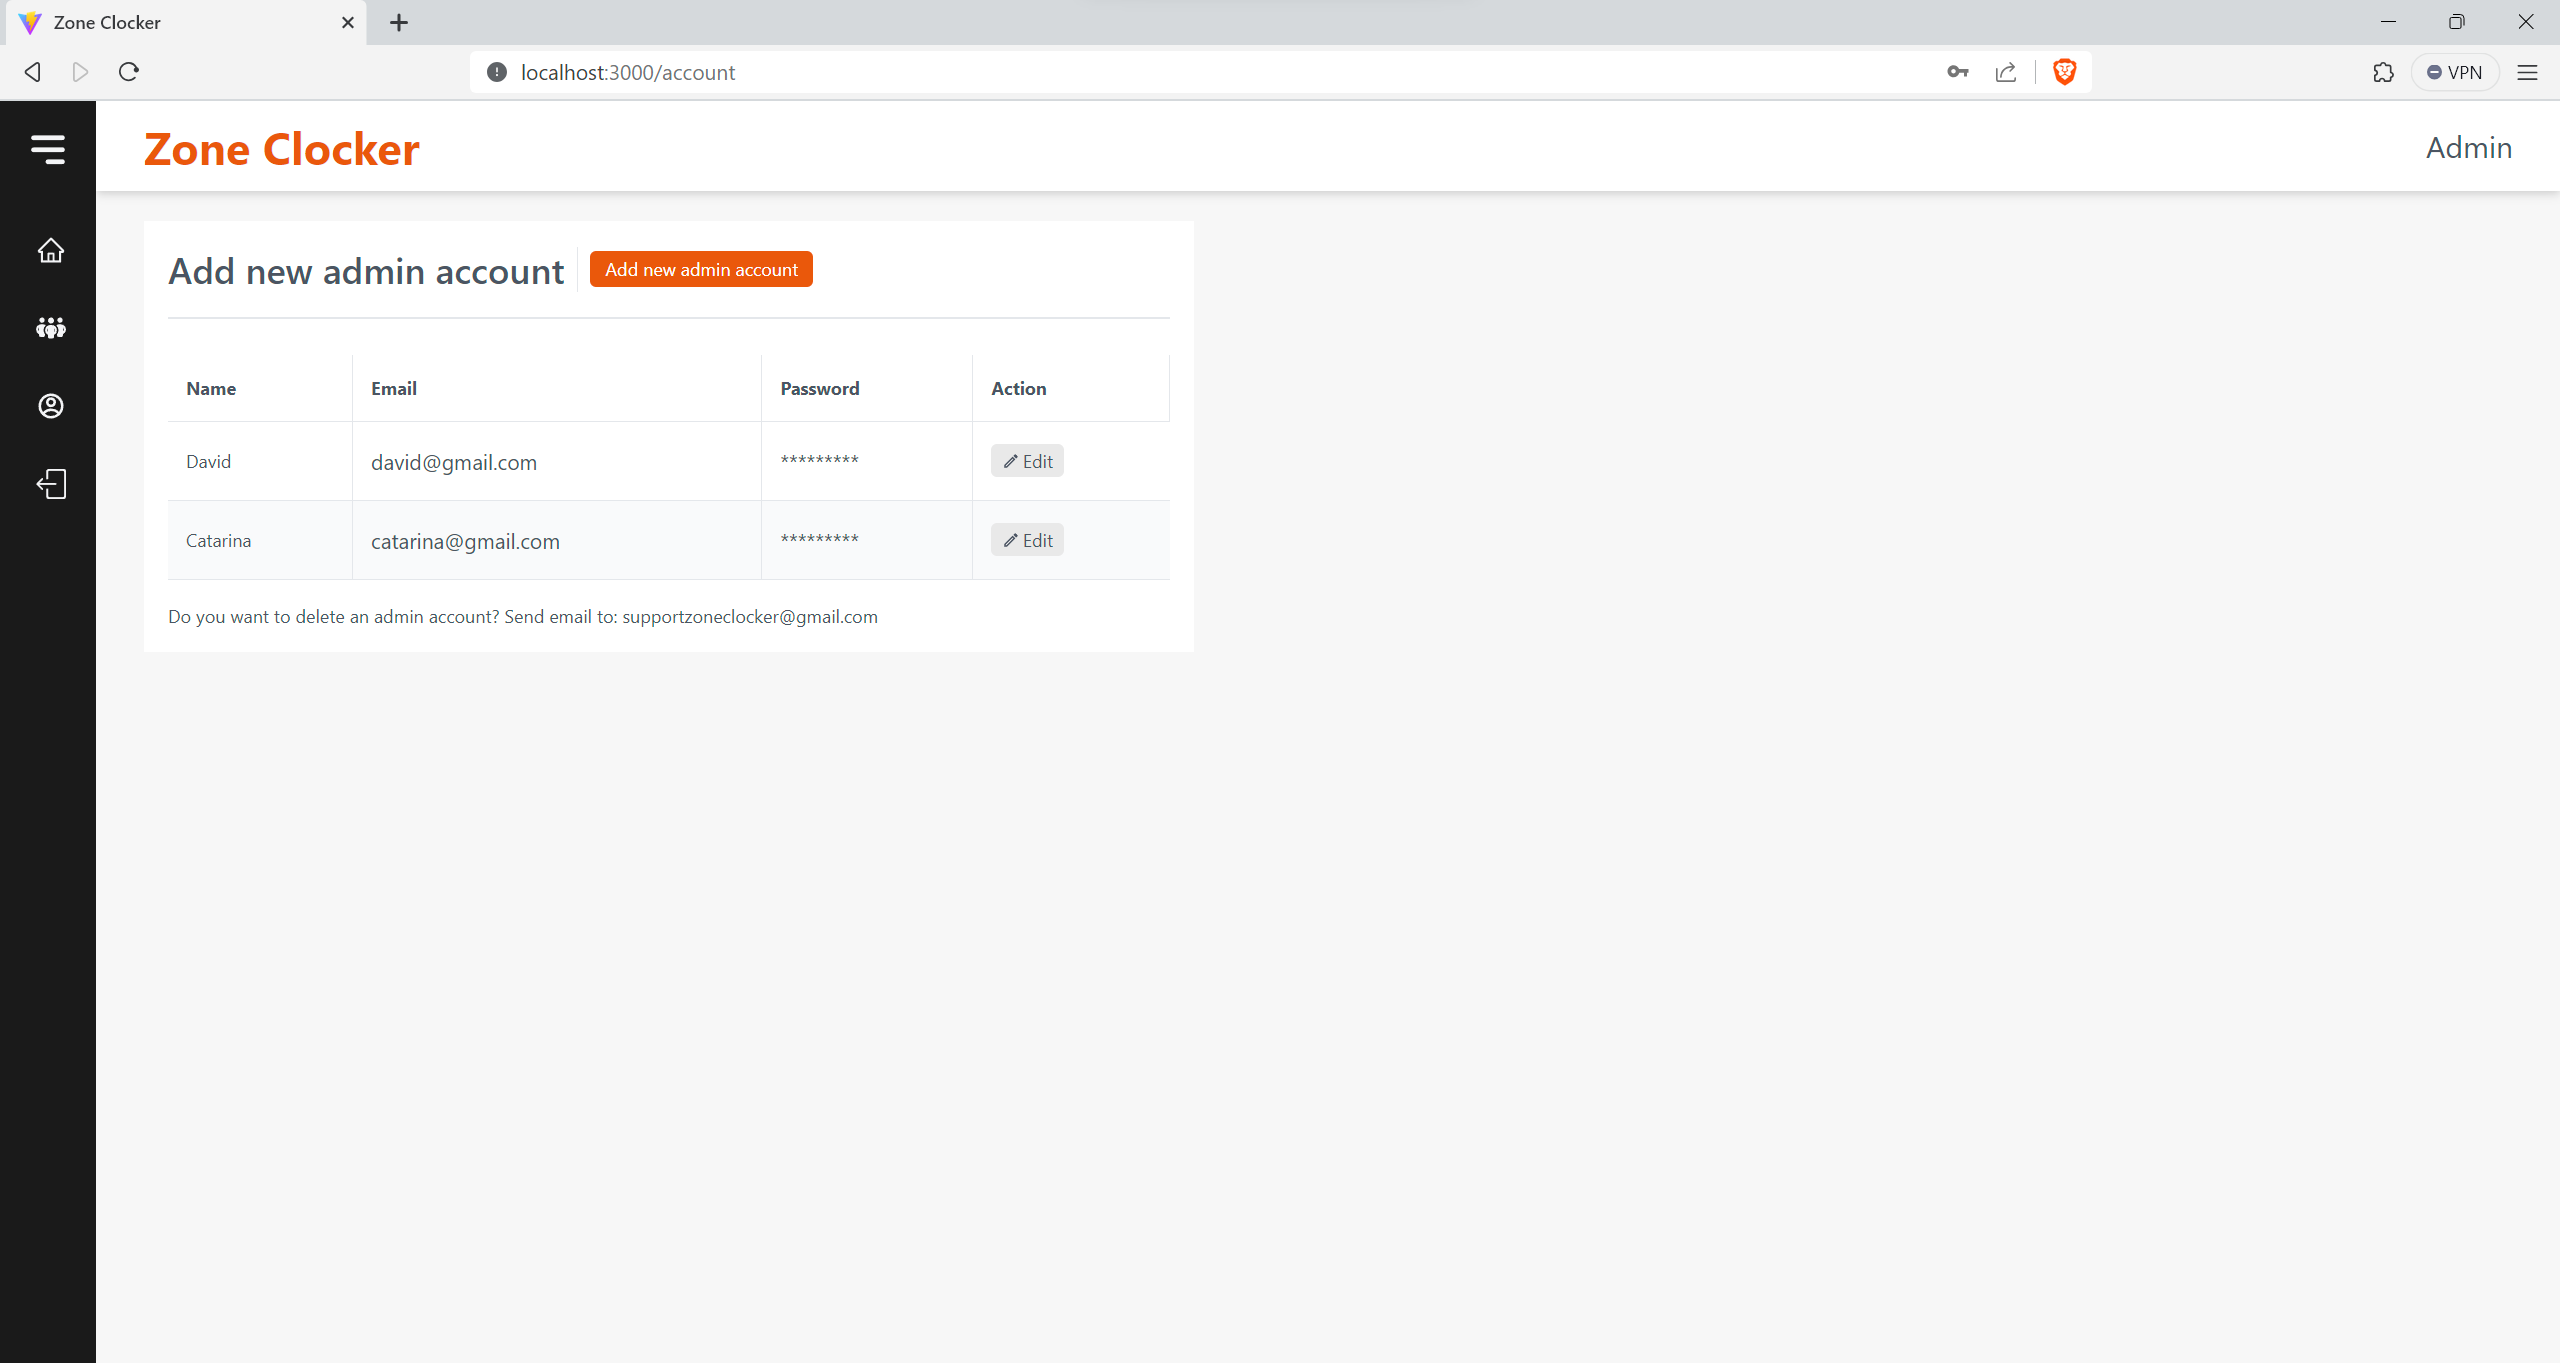 Zone Clocker
localhost:3000/account
VPN
Zone Clocker
Admin
Add new admin account
Add new admin account
Name Email Password Action
David david@gmail.com ********* Edit
Catarina catarina@gmail.com ********* Edit
Do you want to delete an admin account? Send email to: supportzoneclocker@gmail.com